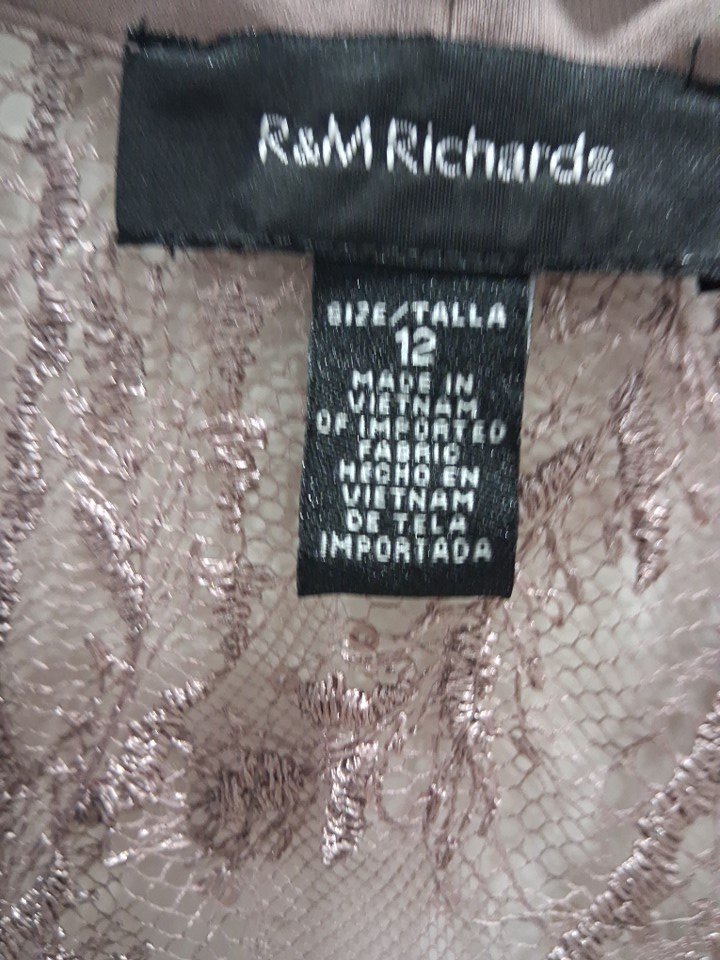 R&M Richards
SIZE/TALLA
12
MADE IN
VIETNAM
OF IMPORTED
FABRIC
HECHO EN
VIETNAM
DE TELA
IMPORTADA